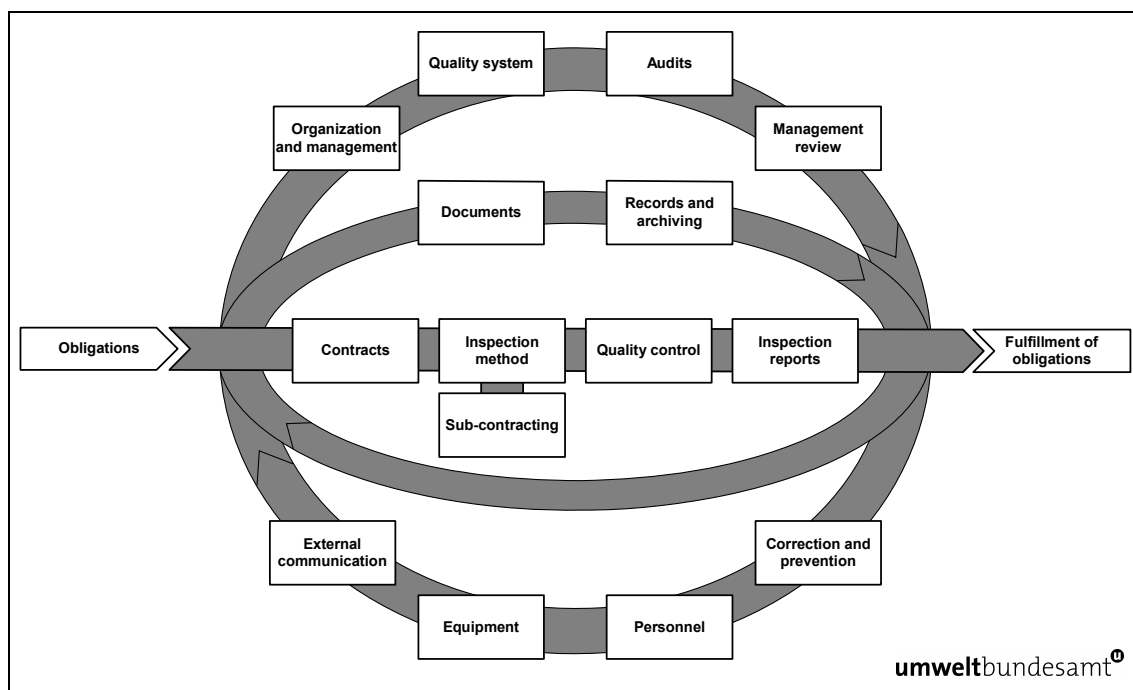 Quality system
Audits
Organization
and management
Management
review
Documents
Records and
archiving
Obligations
Contracts
Inspection
method
Quality control
Inspection
reports
Fulfillment of
obligations
Sub-contracting
External
communication
Correction and
prevention
Equipment
Personnel
umweltbundesamt
u